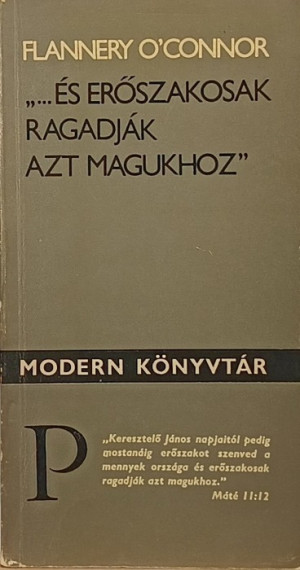 FLANNERY O'CONNOR
„...ÉS ERŐSZAKOSAK
RAGADJÁK
AZT MAGUKHOZ”
MODERN KÖNYVTÁR
P
„Keresztelő János napjaitól pedig
mostanáig erőszakot szenved a
mennyek országa és erőszakosak
ragadják azt magukhoz.”
Máté 11:12